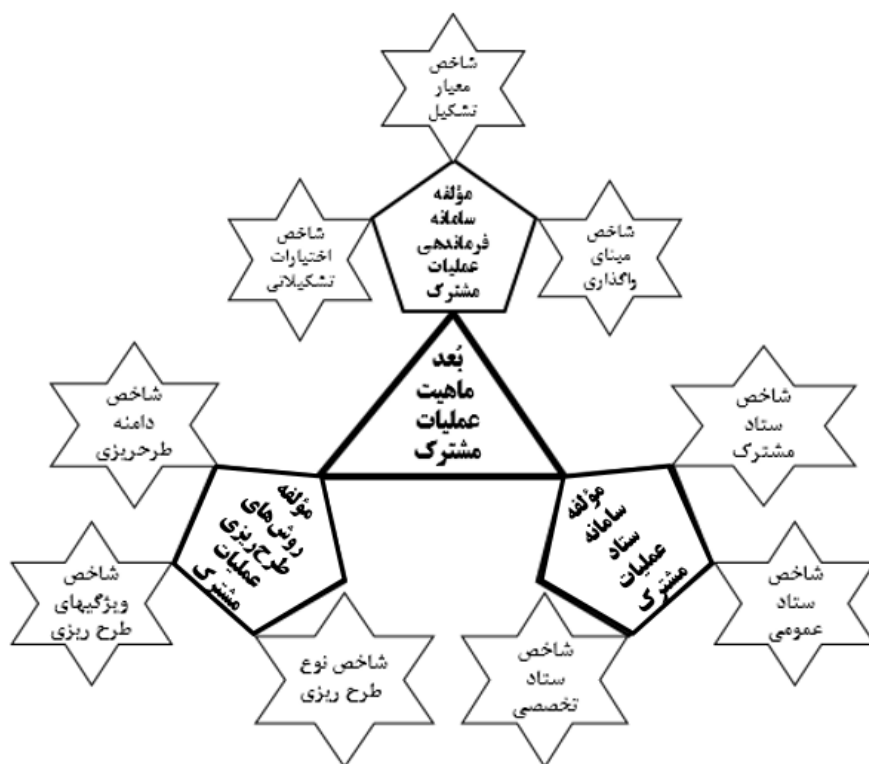 شاخص
معیار
تشکیل
مؤلفه
سامانه
فرماندهی
عملیات
مشترک
شاخص
مبنای
واگذاری
شاخص
اختیارات
تشکیلاتی
بُعد
ماهیت
عملیات
مشترک
شاخص
ستاد
مشترک
شاخص
دامنه
طرحریزی
مؤلفه
سامانه
ستاد
عملیات
مشترک
مؤلفه
روش‌های
طرح‌ریزی
عملیات
مشترک
شاخص
ستاد
عمومی
شاخص
ویژگیهای
طرح ریزی
شاخص
ستاد
تخصصی
شاخص نوع
طرح ریزی